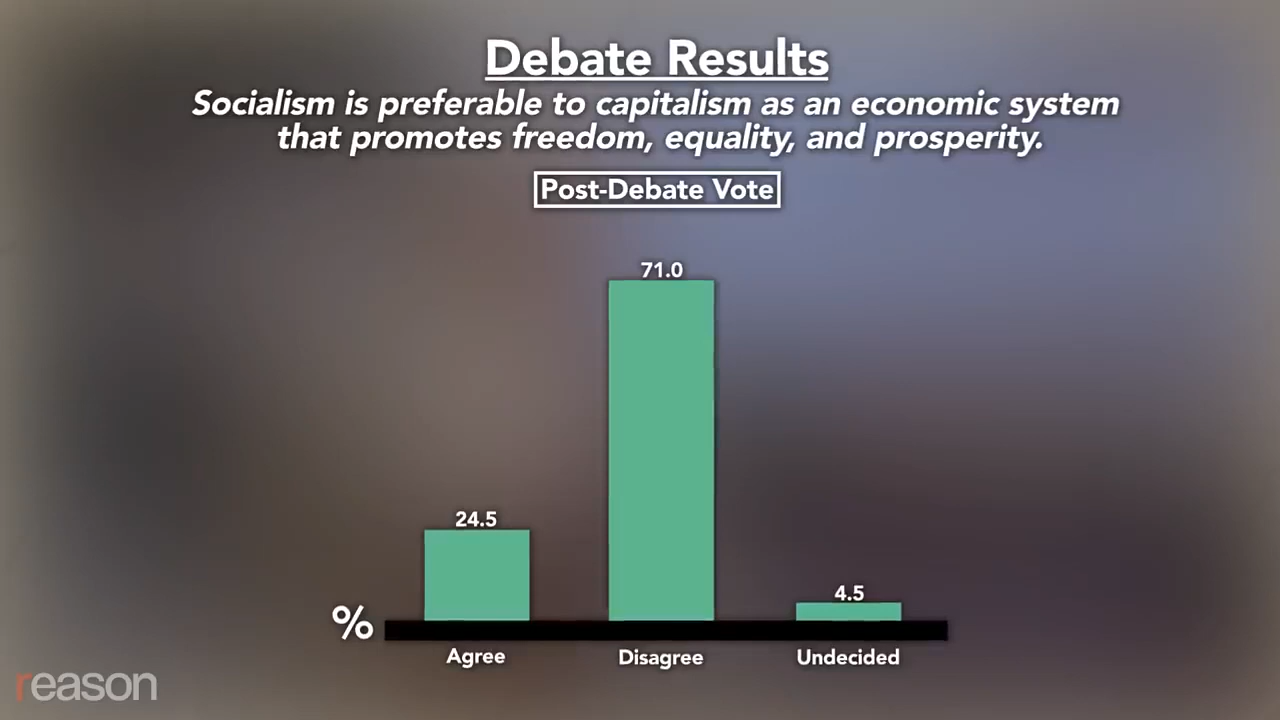 Debate Results
Socialism is preferable to capitalism as an economic system
that promotes freedom, equality, and prosperity.
Post-Debate Vote
71.0
24.5
4.5
%
Agree Disagree Undecided
reason